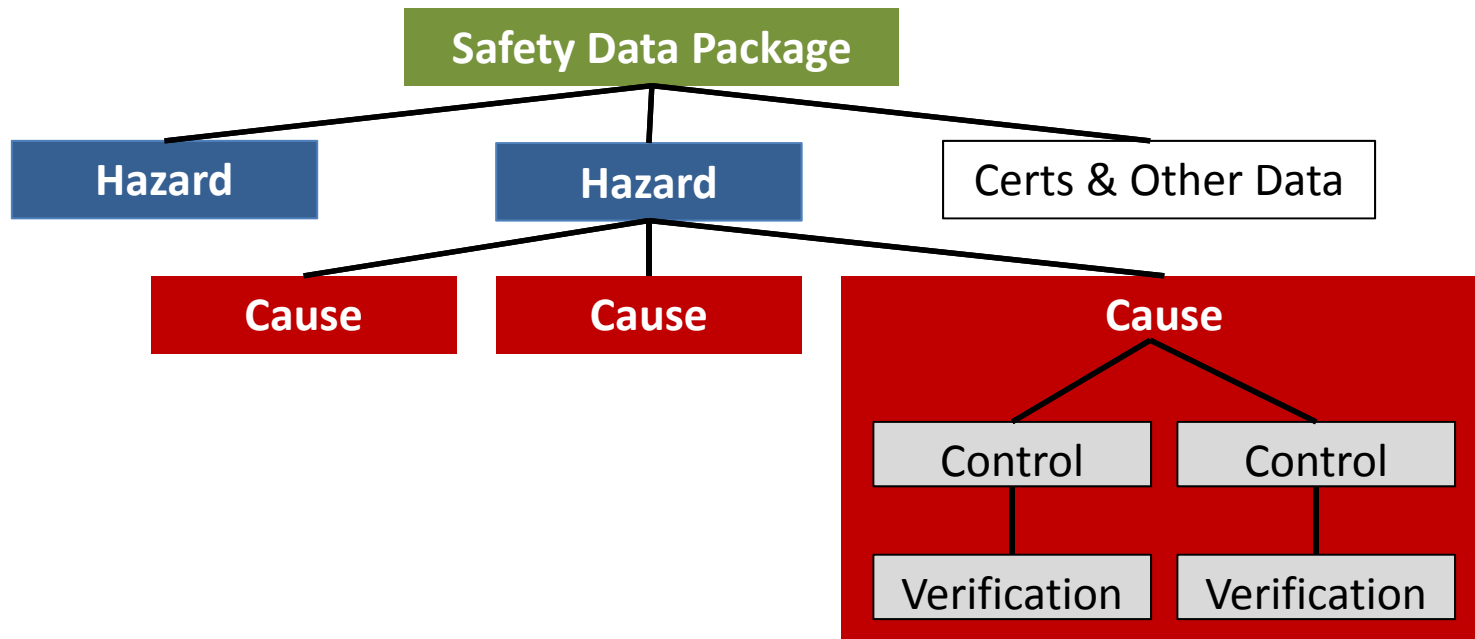 Safety Data Package
Hazard
Hazard
Certs & Other Data
Cause
Cause
Cause
Control
Control
Verification
Verification